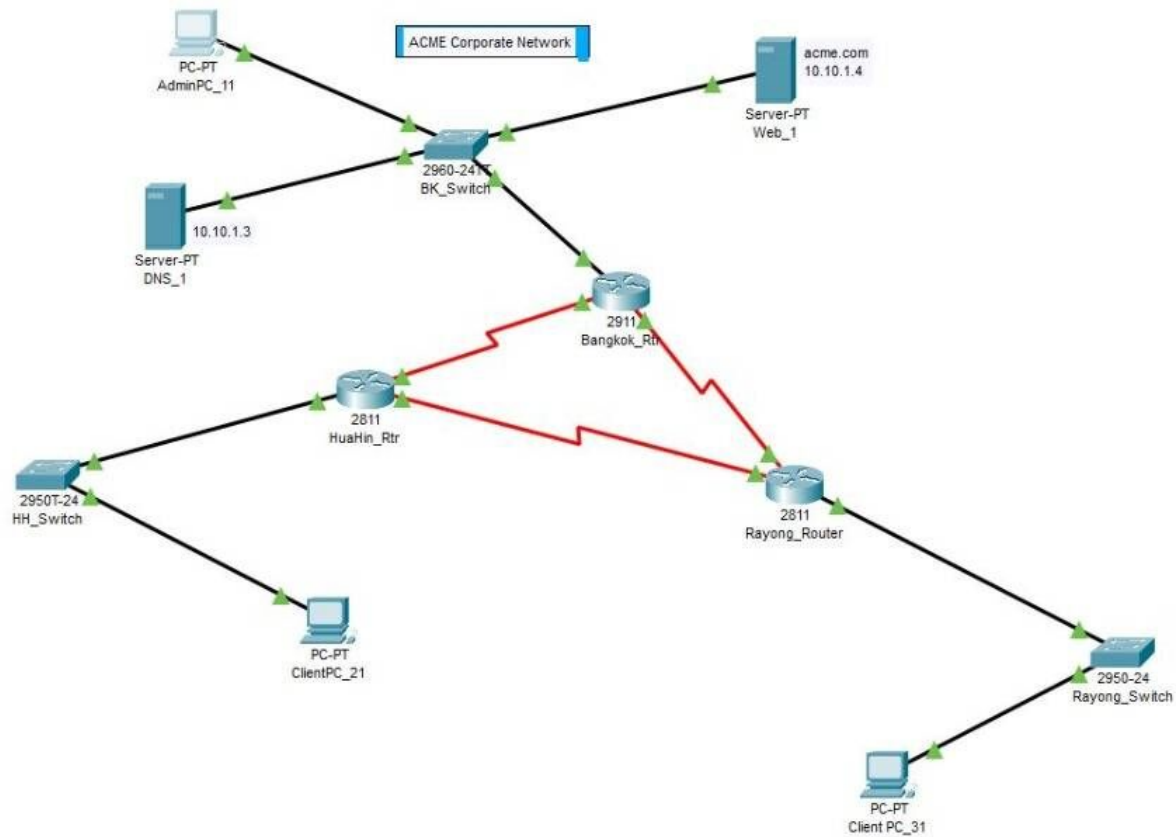 ACME Corporate Network
PC-PT
AdminPC_11
acme.com
10.10.1.4
Server-PT
Web_1
2960-24TT
BK_Switch
10.10.1.3
Server-PT
DNS_1
2911
Bangkok_Rtr
2811
HuaHin_Rtr
2950T-24
HH_Switch
2811
Rayong_Router
PC-PT
ClientPC_21
2950-24
Rayong_Switch
PC-PT
Client PC_31